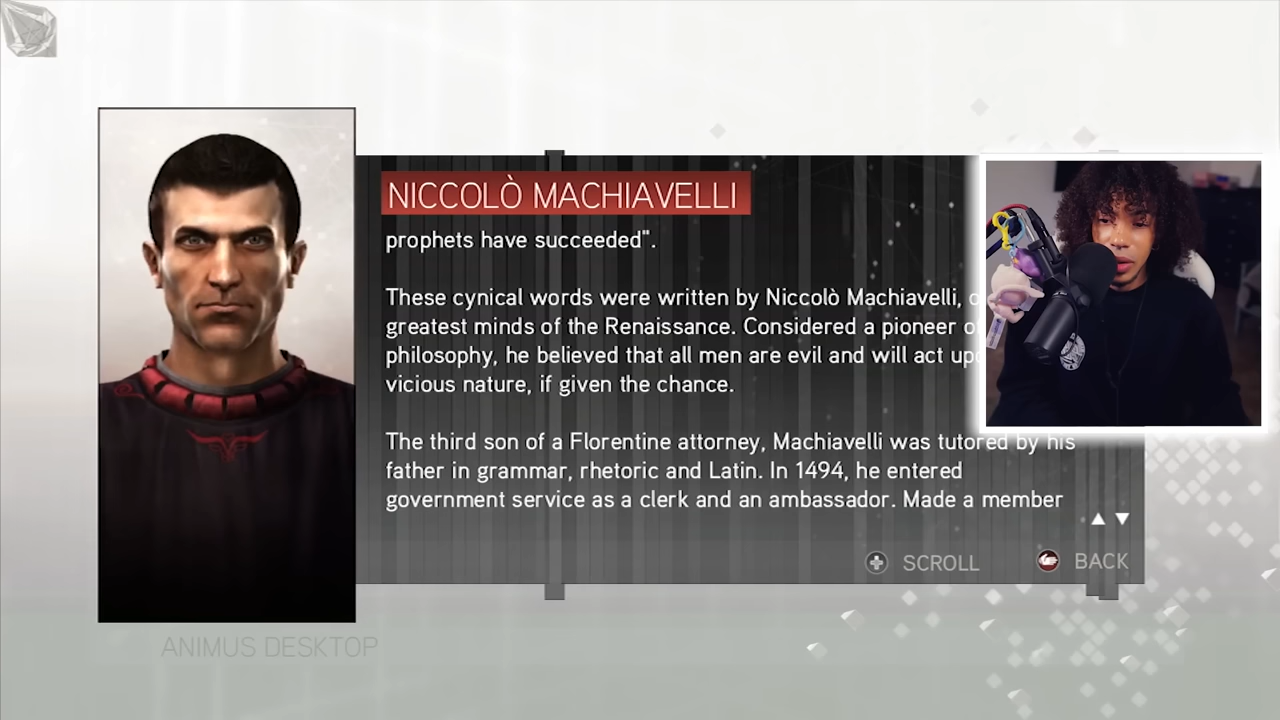 NICCOLÒ MACHIAVELLI
prophets have succeeded".
These cynical words were written by Niccolò Machiavelli,
greatest minds of the Renaissance. Considered a pioneer
philosophy, he believed that all men are evil and will act
vicious nature, if given the chance.
The third son of a Florentine attorney, Machiavelli was tutored by his
father in grammar, rhetoric and Latin. In 1494, he entered
government service as a clerk and an ambassador. Made a member
SCROLL BACK
ANIMUS DESKTOP